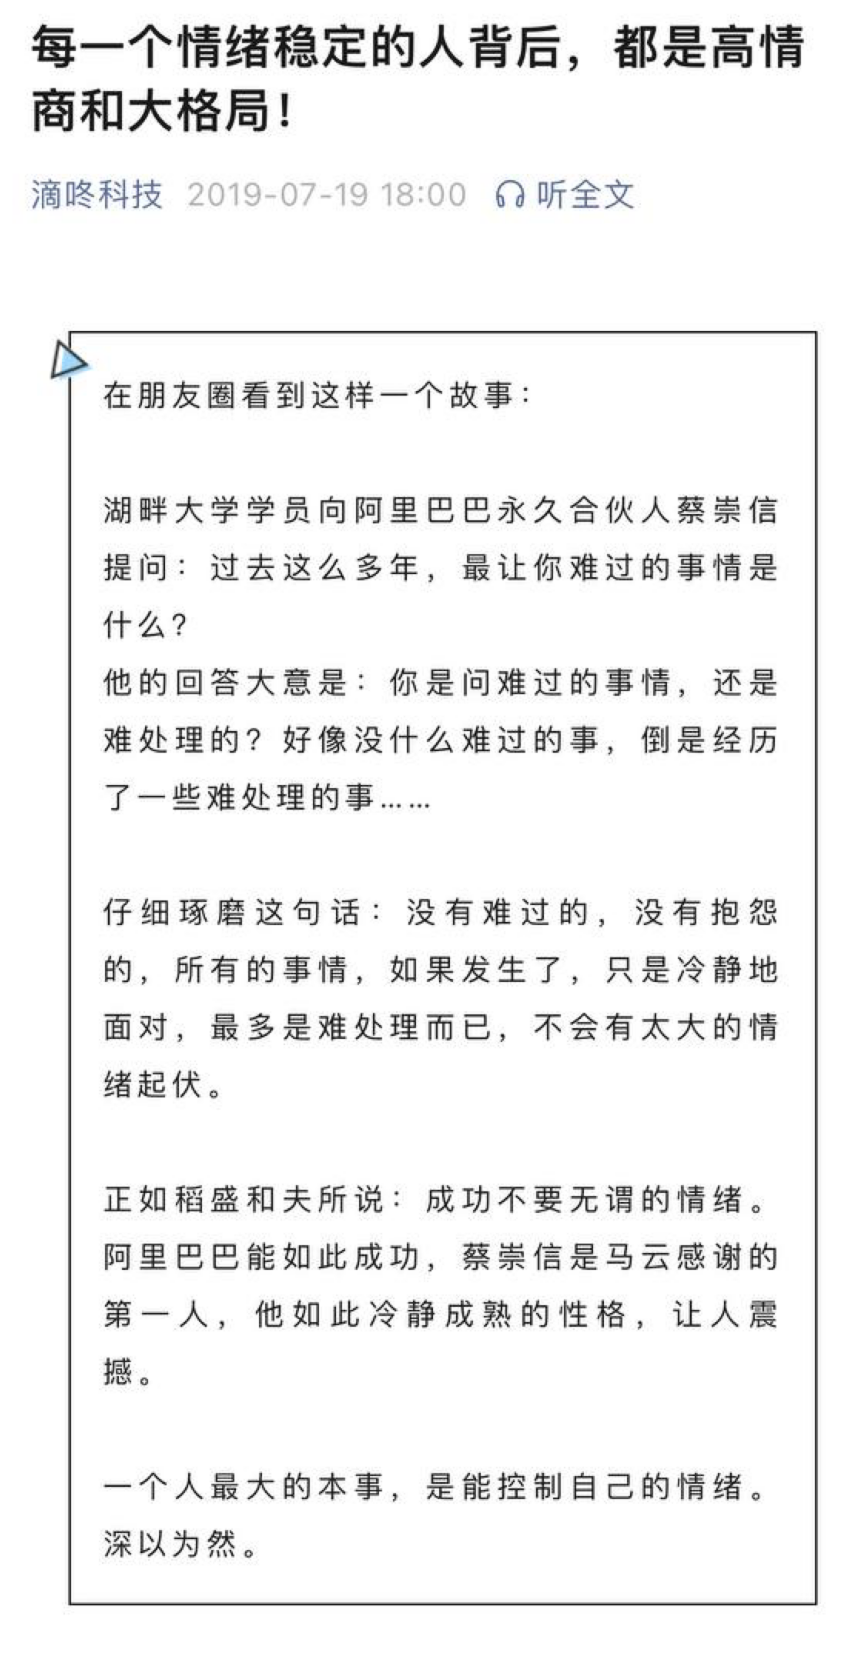 每一个情绪稳定的人背后，都是高情
商和大格局！
滴咚科技 2019-07-19 18:00 听全文
在朋友圈看到这样一个故事：
湖畔大学学员向阿里巴巴永久合伙人蔡崇信
提问：过去这么多年，最让你难过的事情是
什么？
他的回答大意是：你是问难过的事情，还是
难处理的？好像没什么难过的事，倒是经历
了一些难处理的事……
仔细琢磨这句话：没有难过的，没有抱怨
的，所有的事情，如果发生了，只是冷静地
面对，最多是难处理而已，不会有太大的情
绪起伏。
正如稻盛和夫所说：成功不要无谓的情绪。
阿里巴巴能如此成功，蔡崇信是马云感谢的
第一人，他如此冷静成熟的性格，让人震
撼。
一个人最大的本事，是能控制自己的情绪。
深以为然。